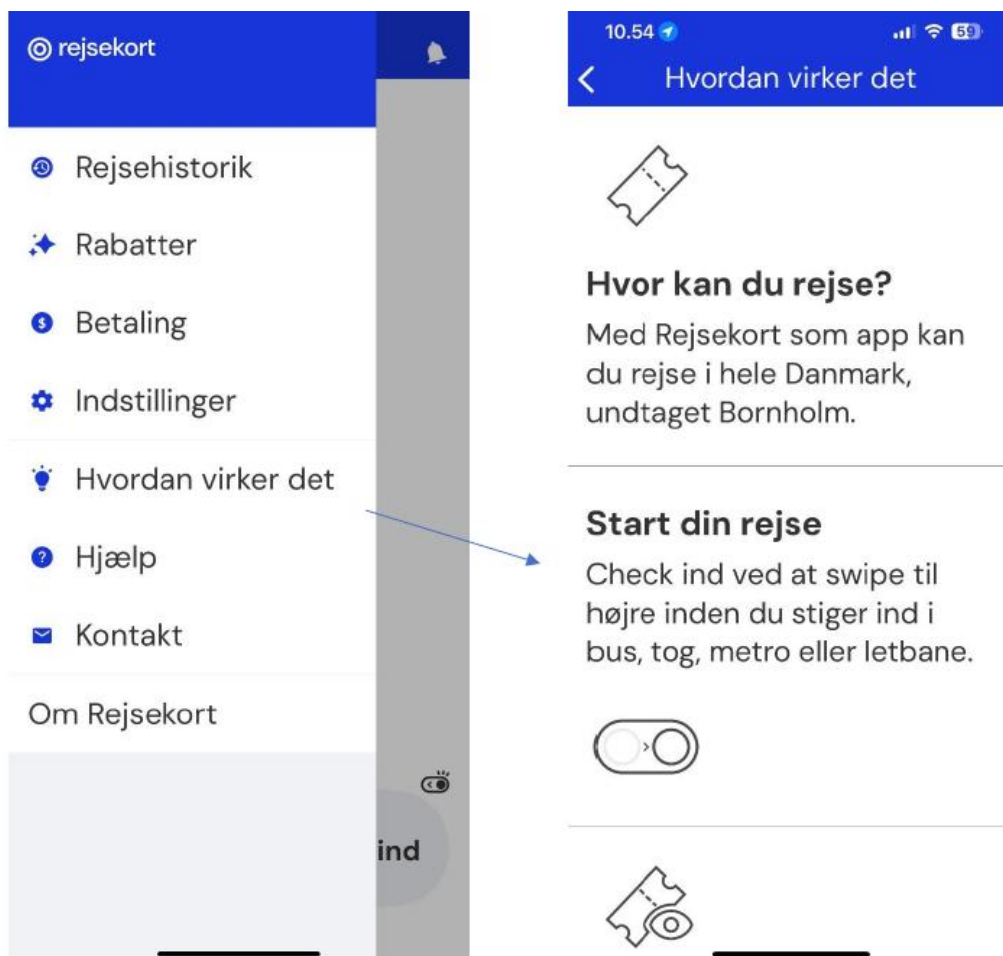 rejsekort
Rejsehistorik
Rabatter
Betaling
Indstillinger
Hvordan virker det
Hjælp
Kontakt
Om Rejsekort
ind
10.54
59
Hvordan virker det
Hvor kan du rejse?
Med Rejsekort som app kan
du rejse i hele Danmark,
undtaget Bornholm.
Start din rejse
Check ind ved at swipe til
højre inden du stiger ind i
bus, tog, metro eller letbane.